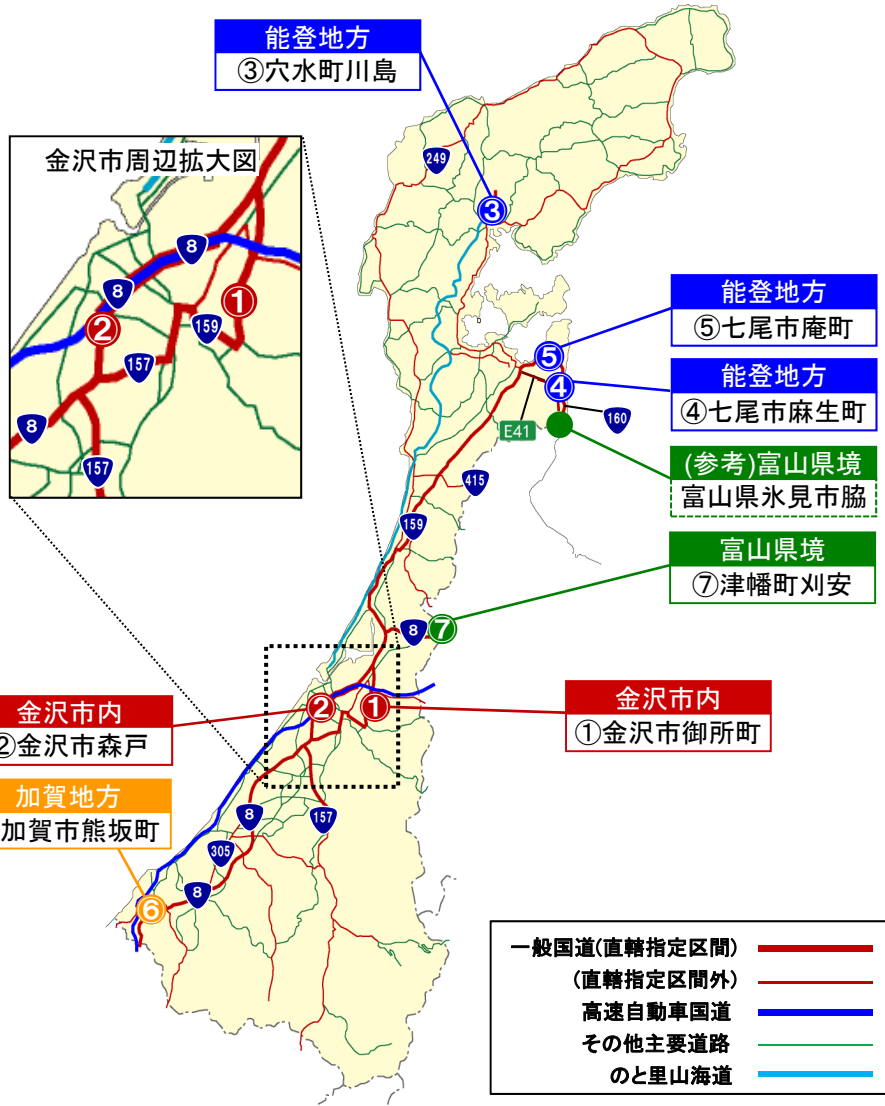 能登地方
③穴水町川島
金沢市周辺拡大図
8
8
①
②
159
157
8
157
249
③
能登地方
⑤七尾市庵町
⑤
能登地方
④七尾市麻生町
④
E41
160
(参考)富山県境
富山県氷見市脇
415
159
富山県境
⑦津幡町刈安
8
⑦
金沢市内
②金沢市森戸
②
①
金沢市内
①金沢市御所町
加賀地方
加賀市熊坂町
8
157
305
8
⑥
一般国道(直轄指定区間)
(直轄指定区間外)
高速自動車国道
その他主要道路
のと里山海道